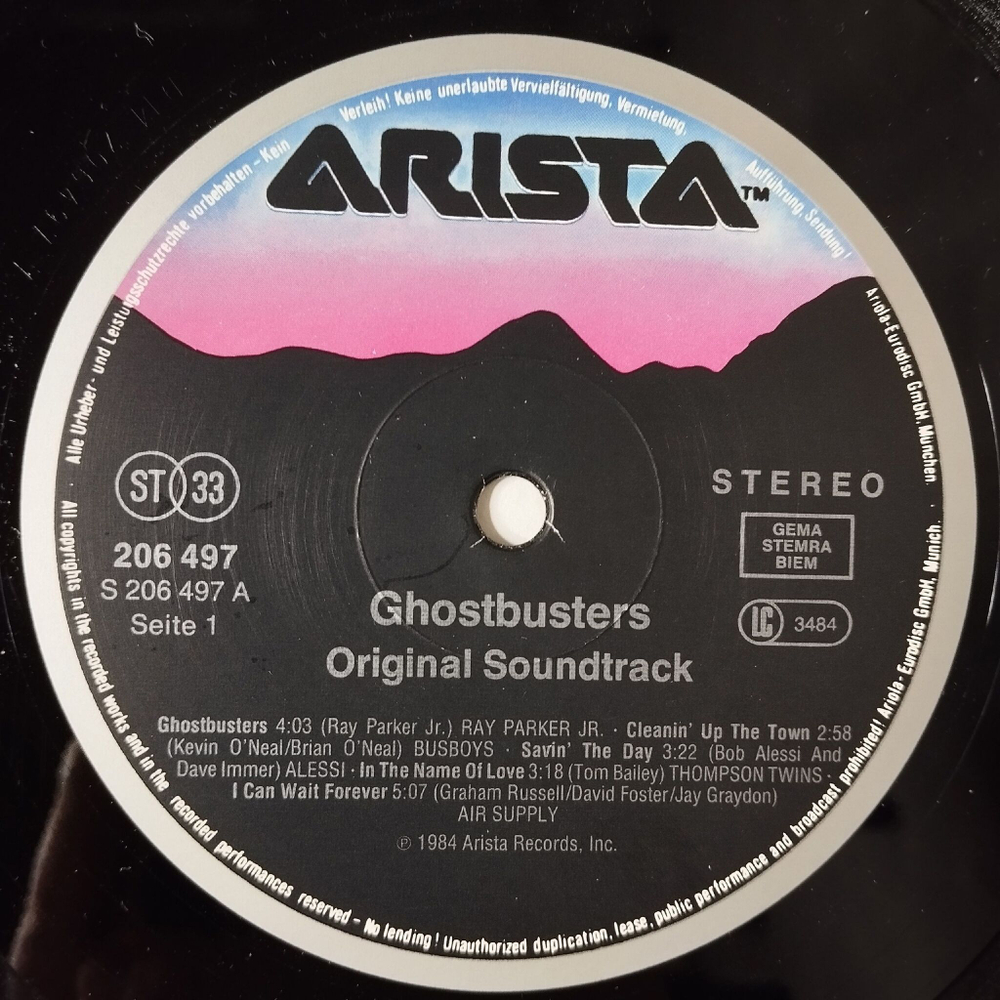 Alle Urheber- und Leistungsschutzrechte vorbehalten – Kein Verleih! Keine unerlaubte Vervielfältigung, Vermietung, Aufführung, Sendung!
ARISTA™
Ariola-Eurodisc GmbH. München.
ST 33
STEREO
206 497
S 206 497 A
Seite 1
GEMA
STEMRA
BIEM
LC 3484
Ghostbusters
Original Soundtrack
Ghostbusters 4:03 (Ray Parker Jr.) RAY PARKER JR. · Cleanin' Up The Town 2:58
(Kevin O'Neal/Brian O'Neal) BUSBOYS · Savin' The Day 3:22 (Bob Alessi And
Dave Immer) ALESSI · In The Name Of Love 3:18 (Tom Bailey) THOMPSON TWINS ·
I Can Wait Forever 5:07 (Graham Russell/David Foster/Jay Graydon)
AIR SUPPLY
℗ 1984 Arista Records, Inc.
All copyrights in the recorded works and in the recorded performances reserved – No lending! Unauthorized duplication, lease, public performance and broadcast prohibited! Ariola-Eurodisc GmbH, Munich.